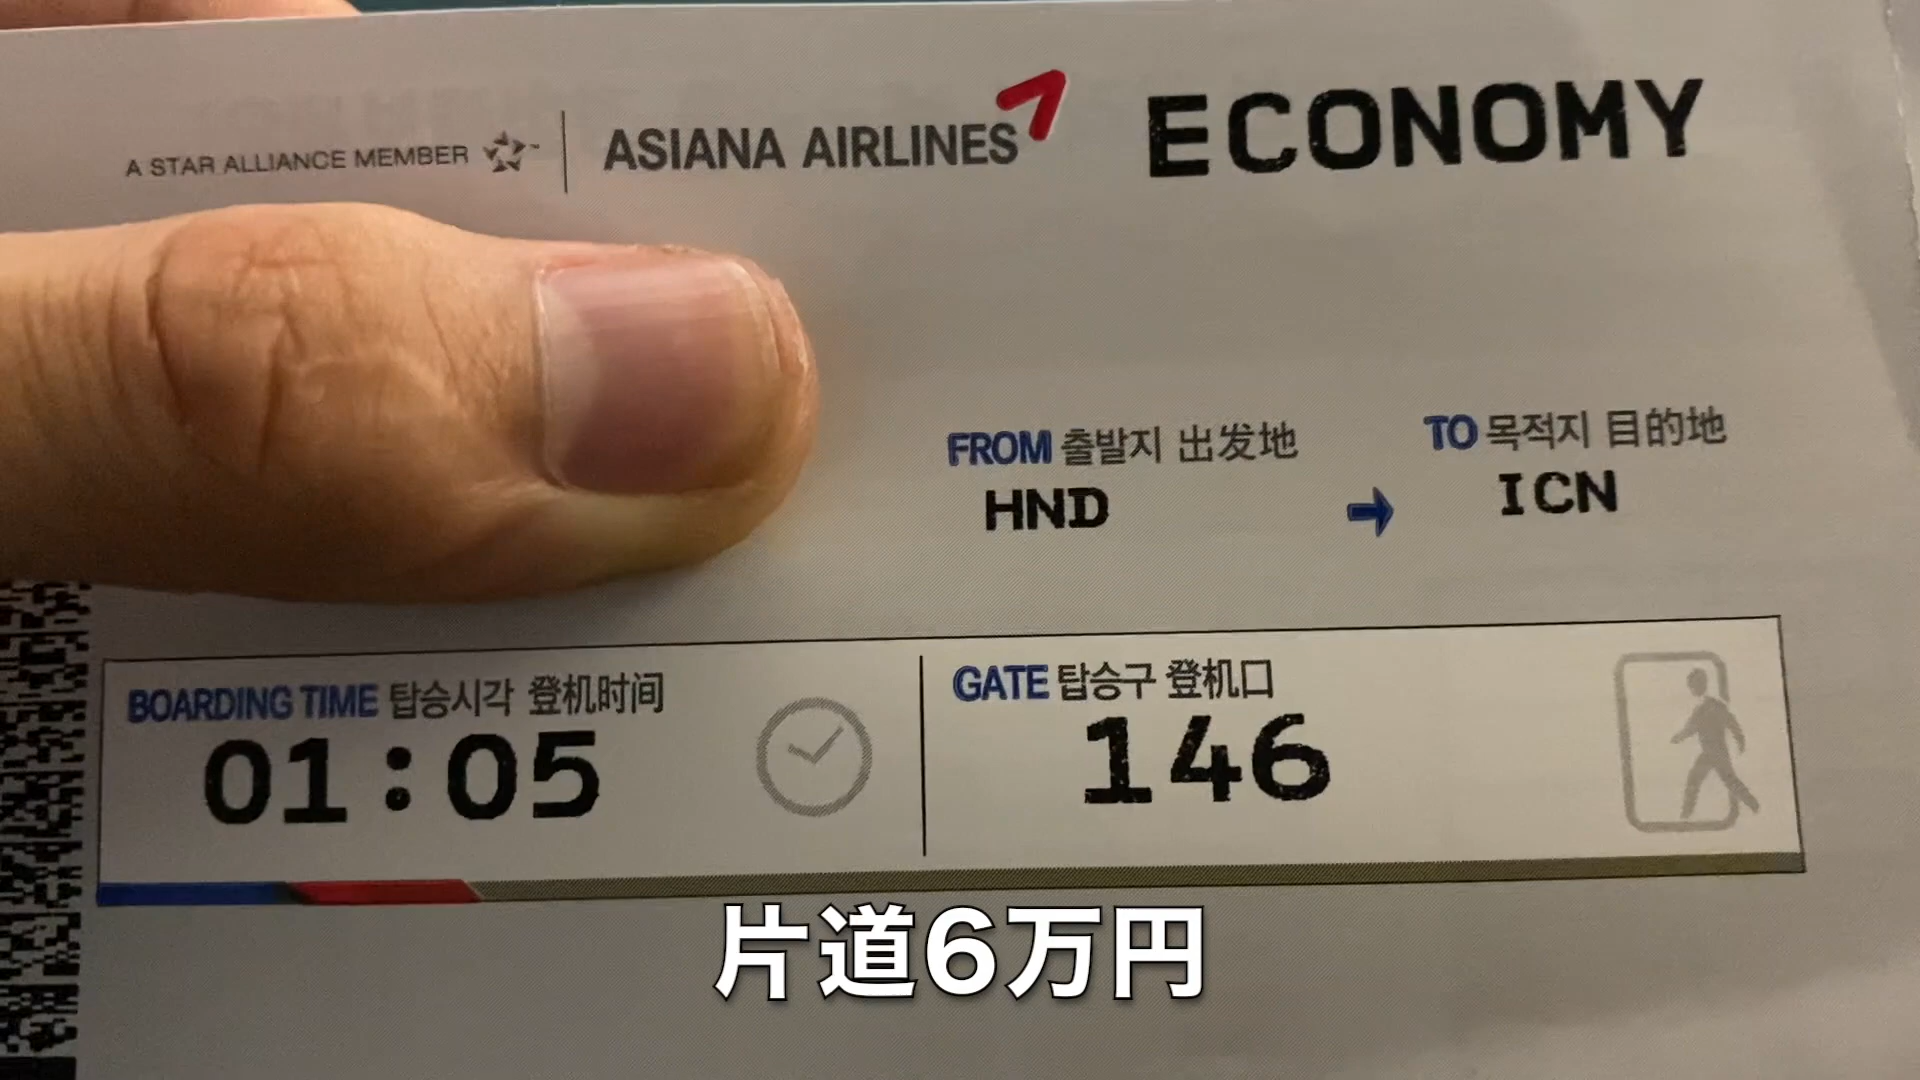 A STAR ALLIANCE MEMBER
ASIANA AIRLINES
ECONOMY
FROM 출발지 出发地
HND
TO 목적지 目的地
ICN
BOARDING TIME 탑승시각 登机时间
01:05
GATE 탑승구 登机口
146
片道6万円